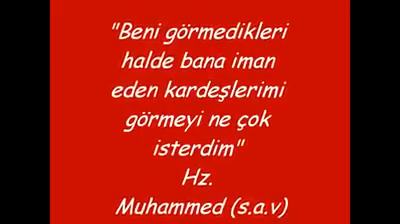 "Beni görmedikleri
halde bana iman
eden kardeşlerimi
görmeyi ne çok
isterdim"
Hz.
Muhammed (s.a.v)